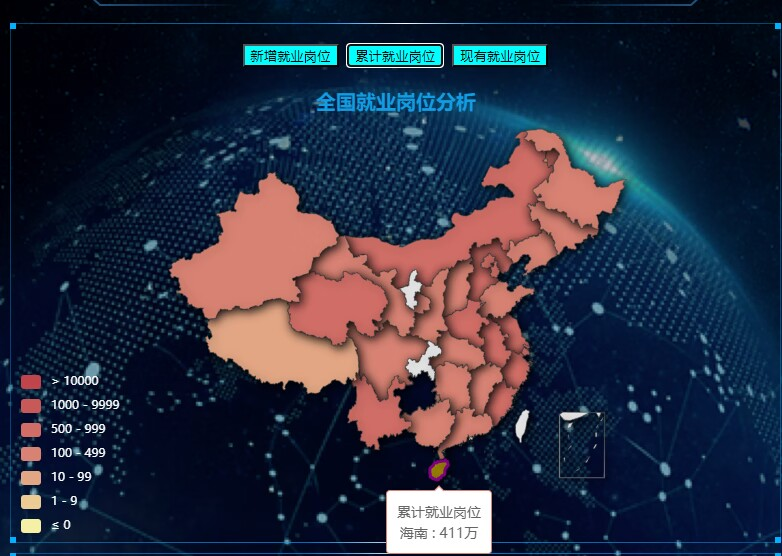 新增就业岗位 累计就业岗位 现有就业岗位
全国就业岗位分析
> 10000
1000 - 9999
500 - 999
100 - 499
10 - 99
1 - 9
≤ 0
累计就业岗位
海南 : 411万